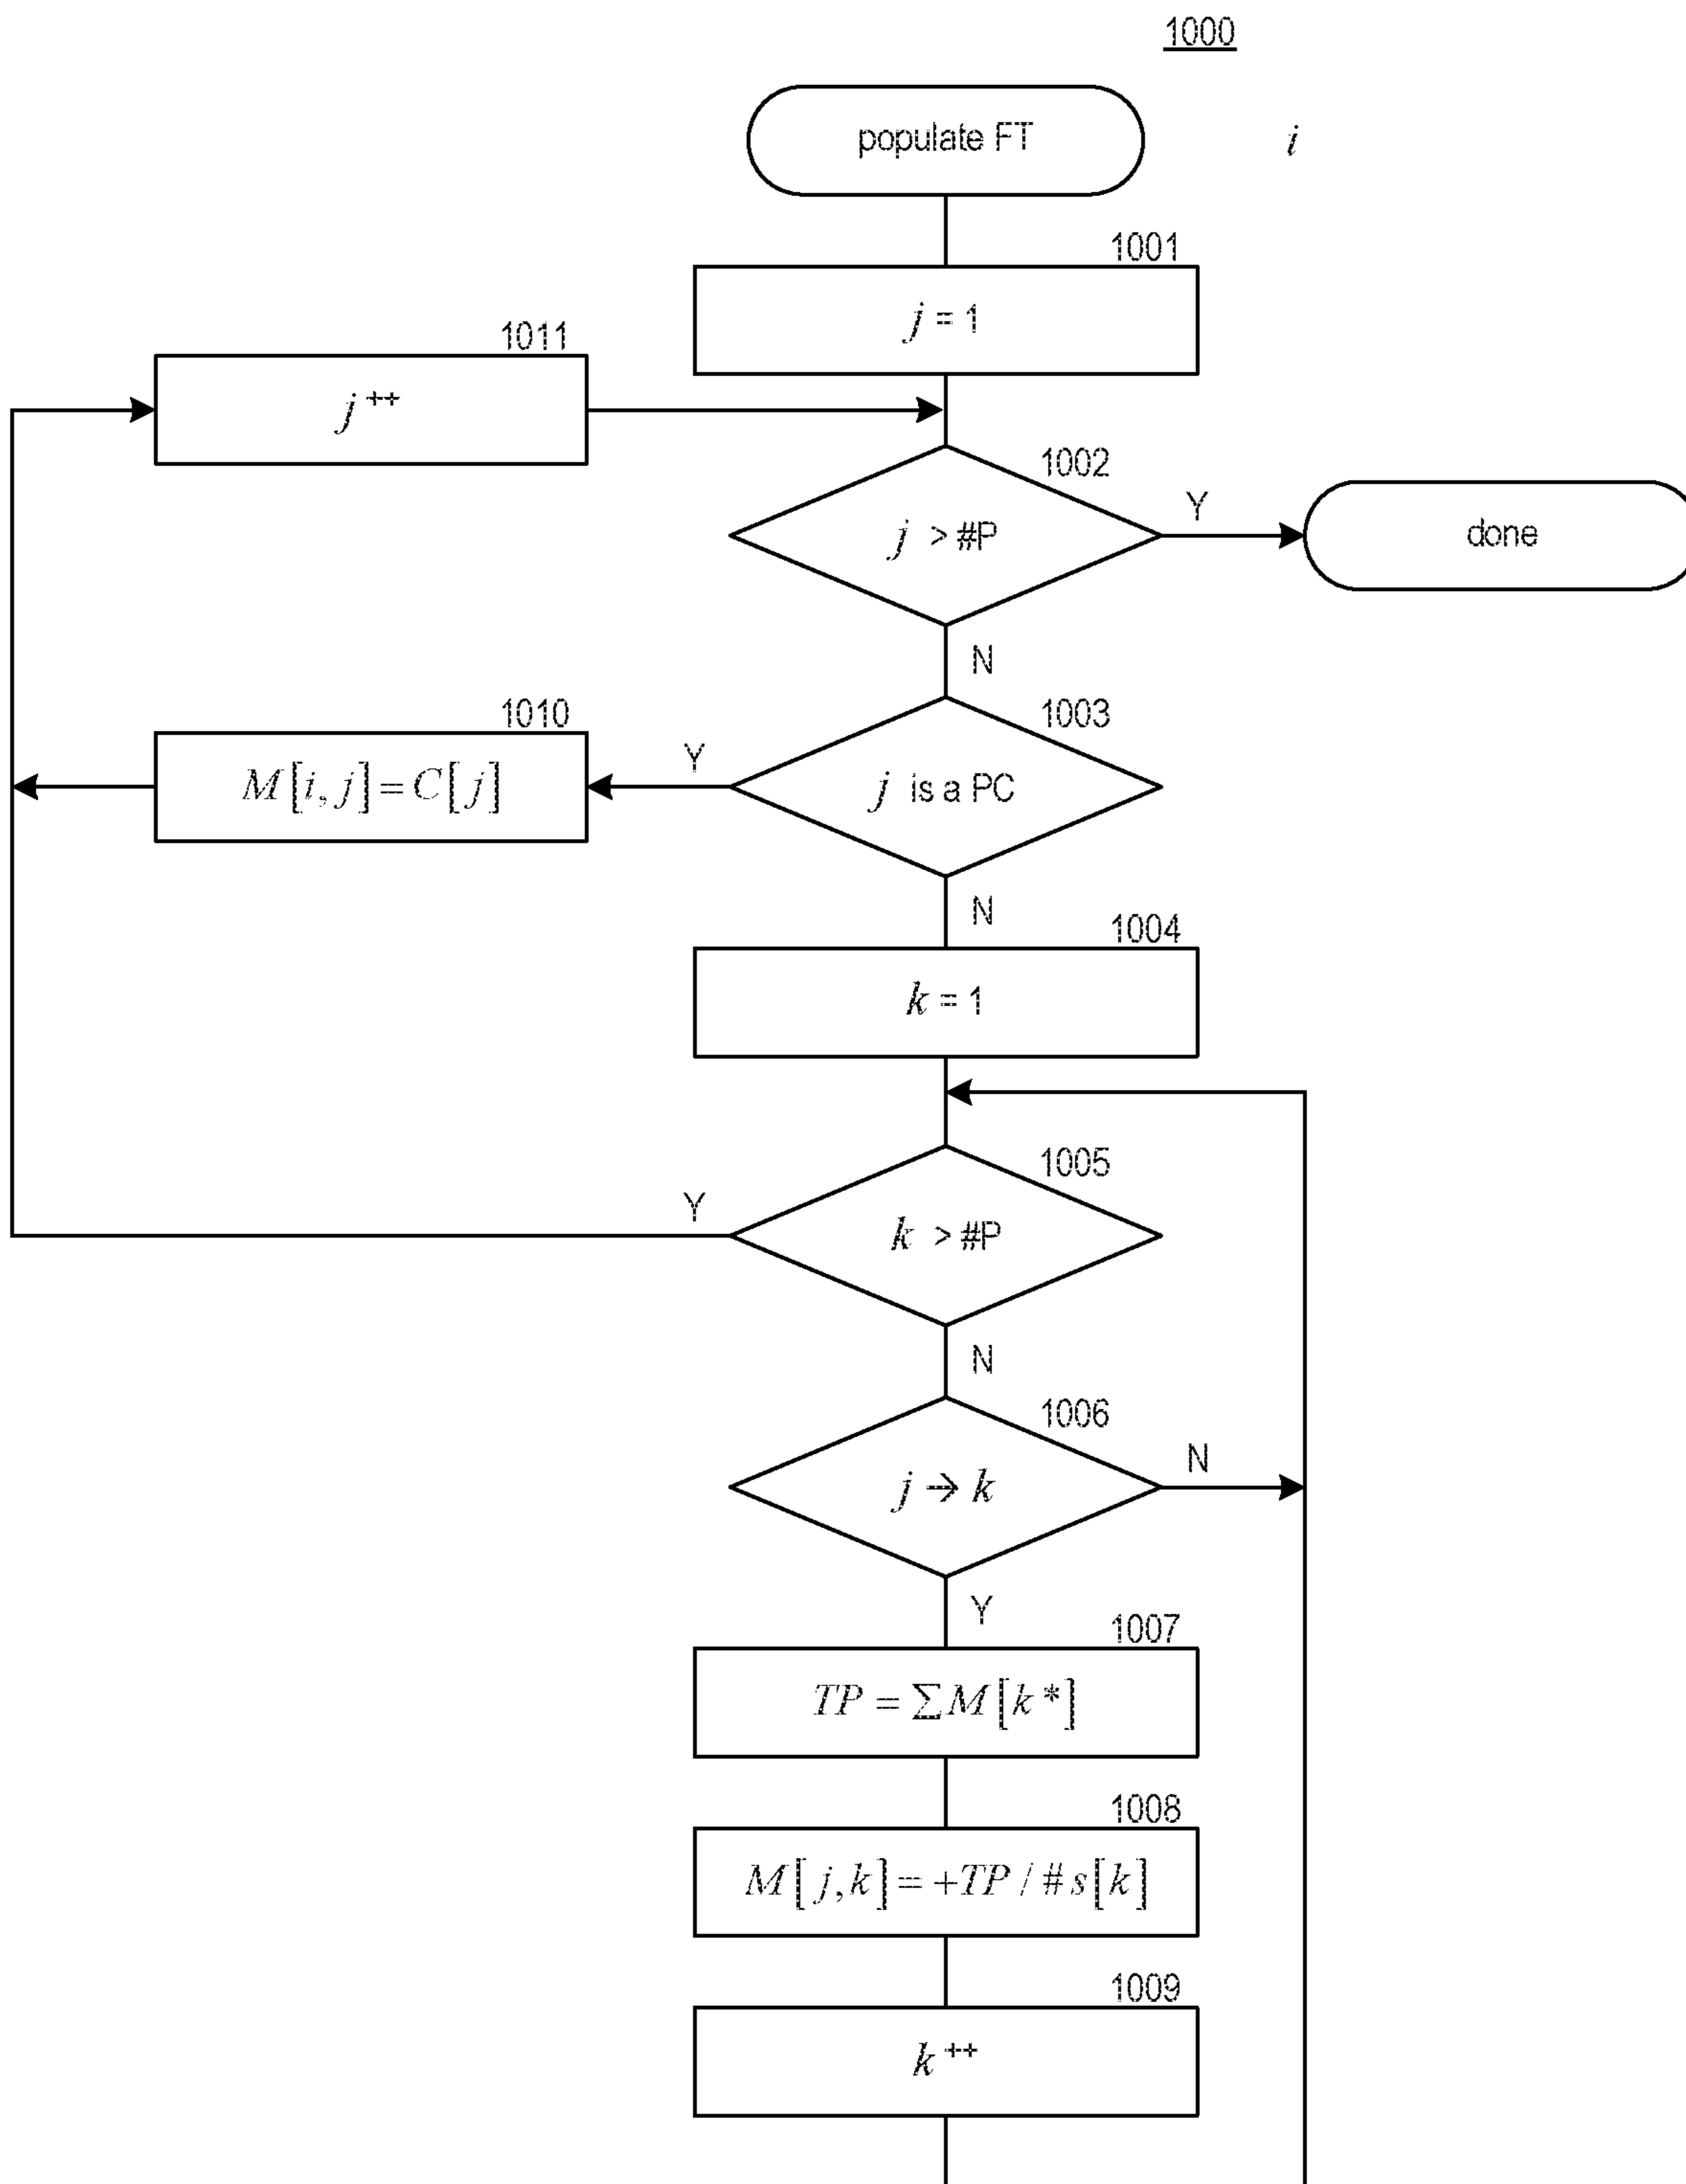 1000
populate FT
i
1001
j = 1
1011
j ++
1002
j > #P
Y
done
N
1010
M[i, j] = C[j]
Y
1003
j is a PC
N
1004
k = 1
1005
Y
k > #P
N
1006
j → k
N
Y
1007
TP = ∑M[k*]
1008
M[j,k] = +TP / # s[k]
1009
k ++